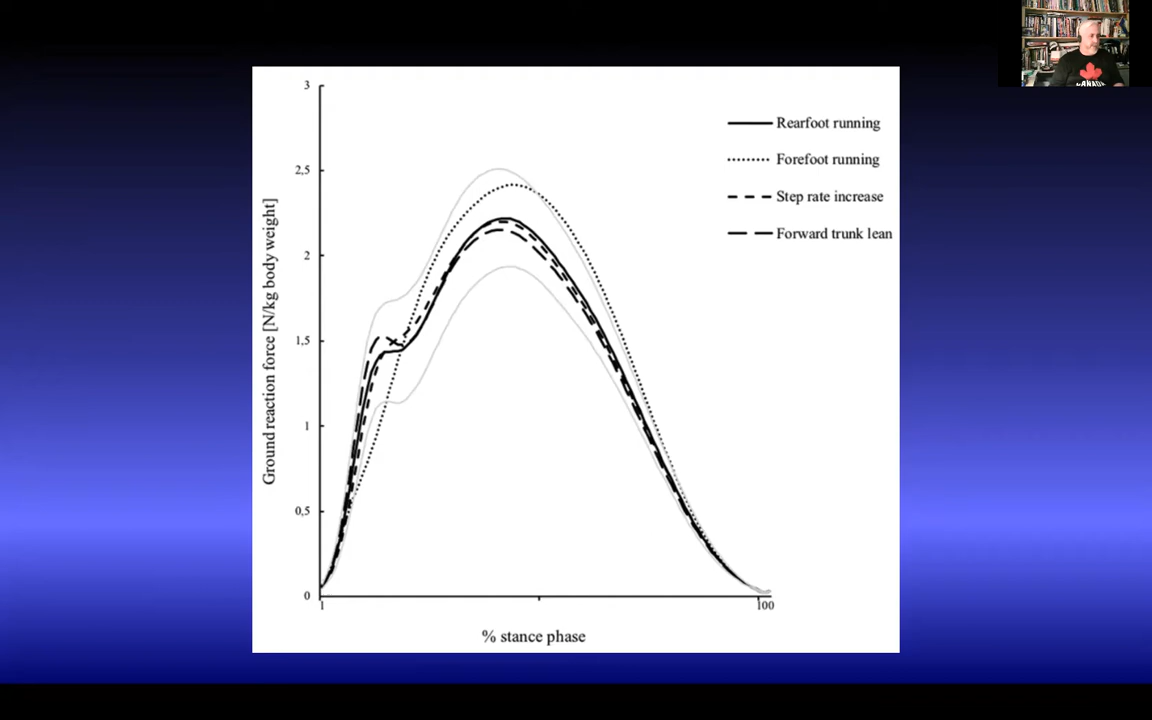 CANADA
3
Rearfoot running
Forefoot running
2,5
Step rate increase
Forward trunk lean
2
1,5
1
0,5
0
1
100
Ground reaction force [N/kg body weight]
% stance phase